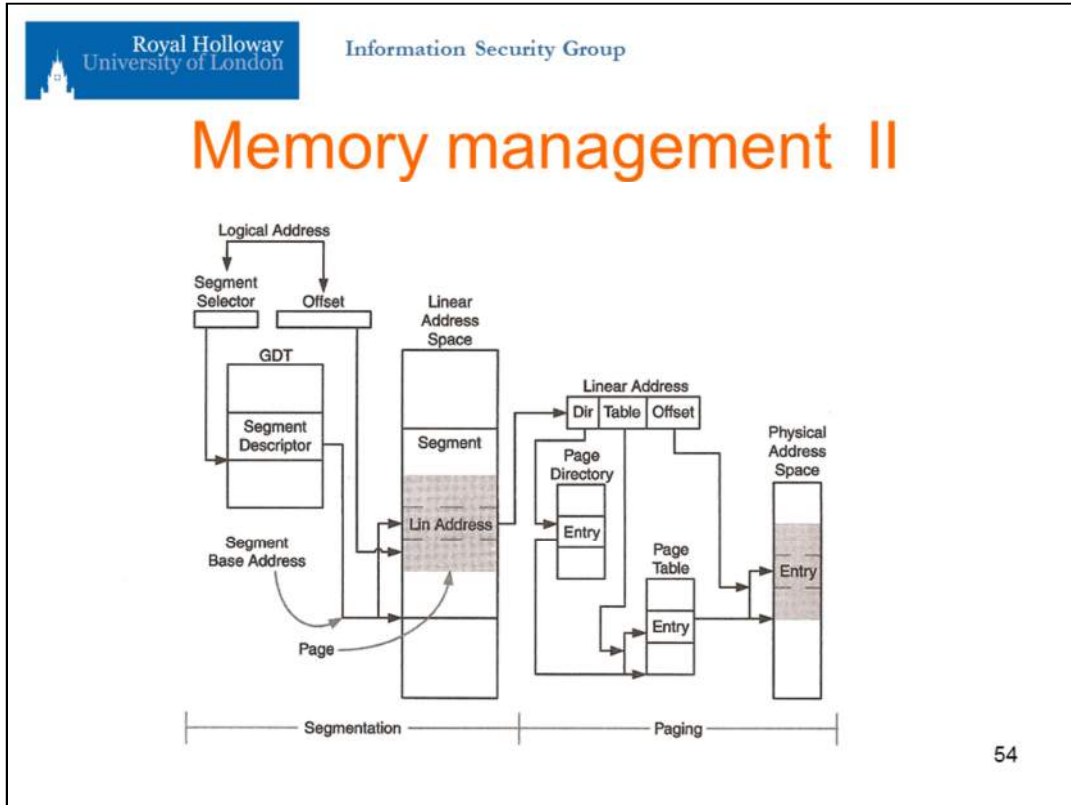 Royal Holloway
University of London
Information Security Group
Memory management II
Logical Address
Segment
Selector
Offset
Linear
Address
Space
GDT
Segment
Descriptor
Segment
Lin Address
Segment
Base Address
Page
Linear Address
Dir Table Offset
Page
Directory
Entry
Page
Table
Entry
Physical
Address
Space
Entry
Segmentation
Paging
54